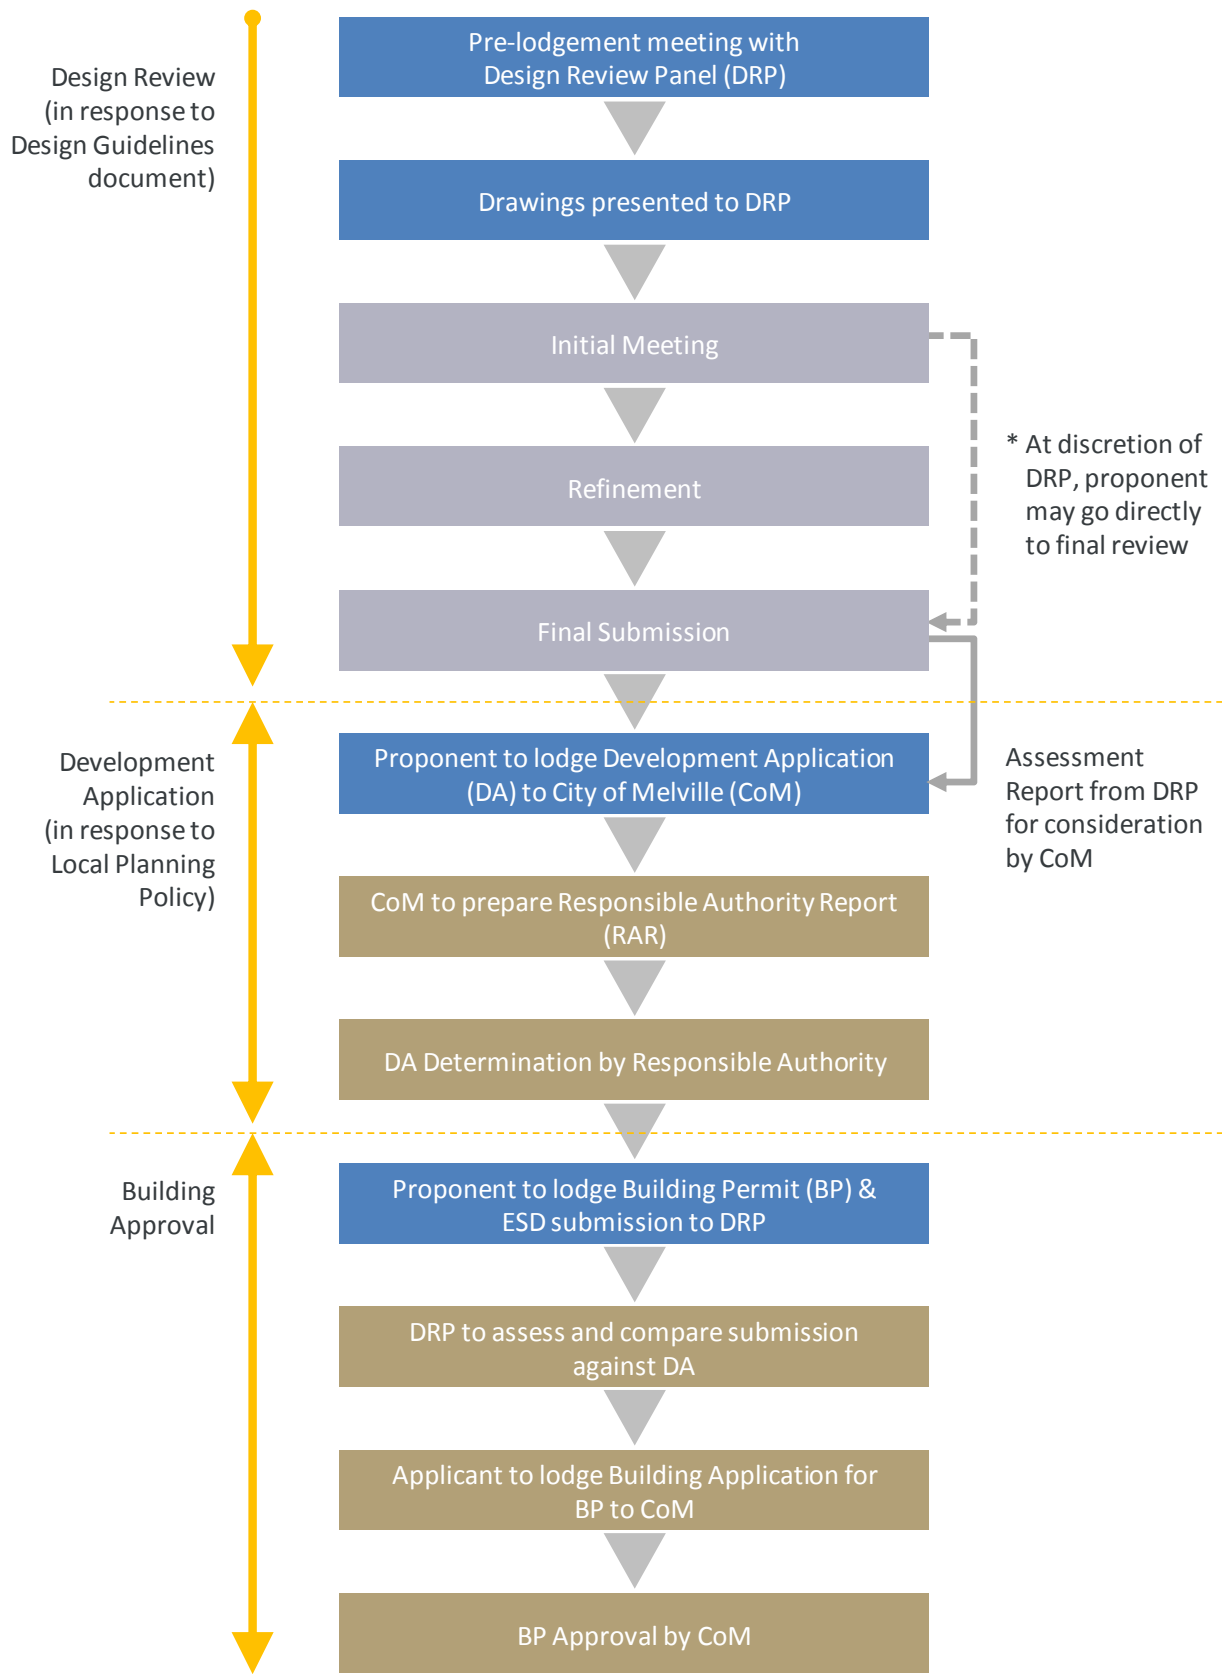 Pre-lodgement meeting with
Design Review Panel (DRP)
Design Review
(in response to
Design Guidelines
document)
Drawings presented to DRP
Initial Meeting
* At discretion of
DRP, proponent
may go directly
to final review
Refinement
Final Submission
Development
Application
(in response to
Local Planning
Policy)
Proponent to lodge Development Application
(DA) to City of Melville (CoM)
Assessment
Report from DRP
for consideration
by CoM
CoM to prepare Responsible Authority Report
(RAR)
DA Determination by Responsible Authority
Building
Approval
Proponent to lodge Building Permit (BP) &
ESD submission to DRP
DRP to assess and compare submission
against DA
Applicant to lodge Building Application for
BP to CoM
BP Approval by CoM